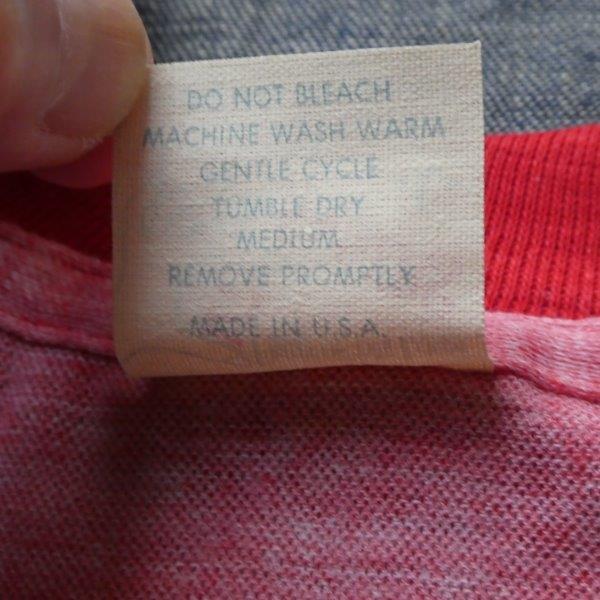 DO NOT BLEACH
MACHINE WASH WARM
GENTLE CYCLE
TUMBLE DRY
MEDIUM
REMOVE PROMPTLY
MADE IN U.S.A.